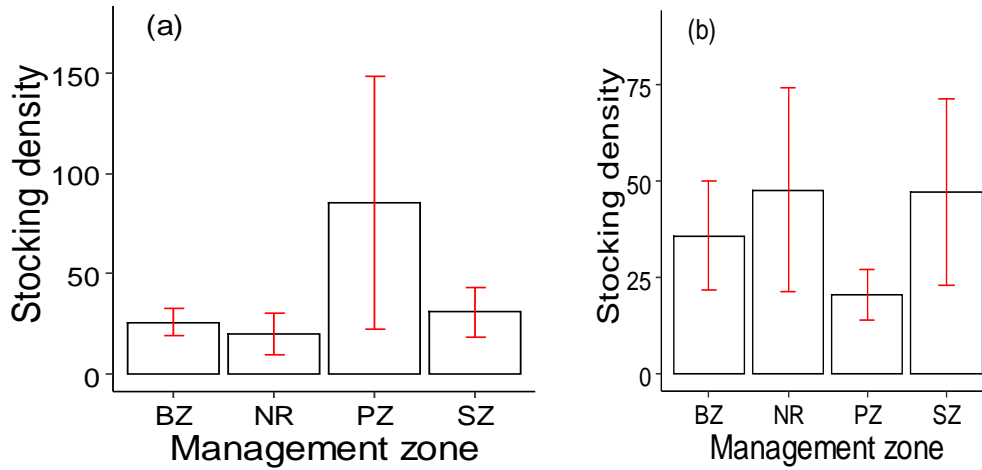 (a)
Stocking density
150
100
50
0
BZ NR PZ SZ
Management zone
(b)
Stocking density
75
50
25
0
BZ NR PZ SZ
Management zone